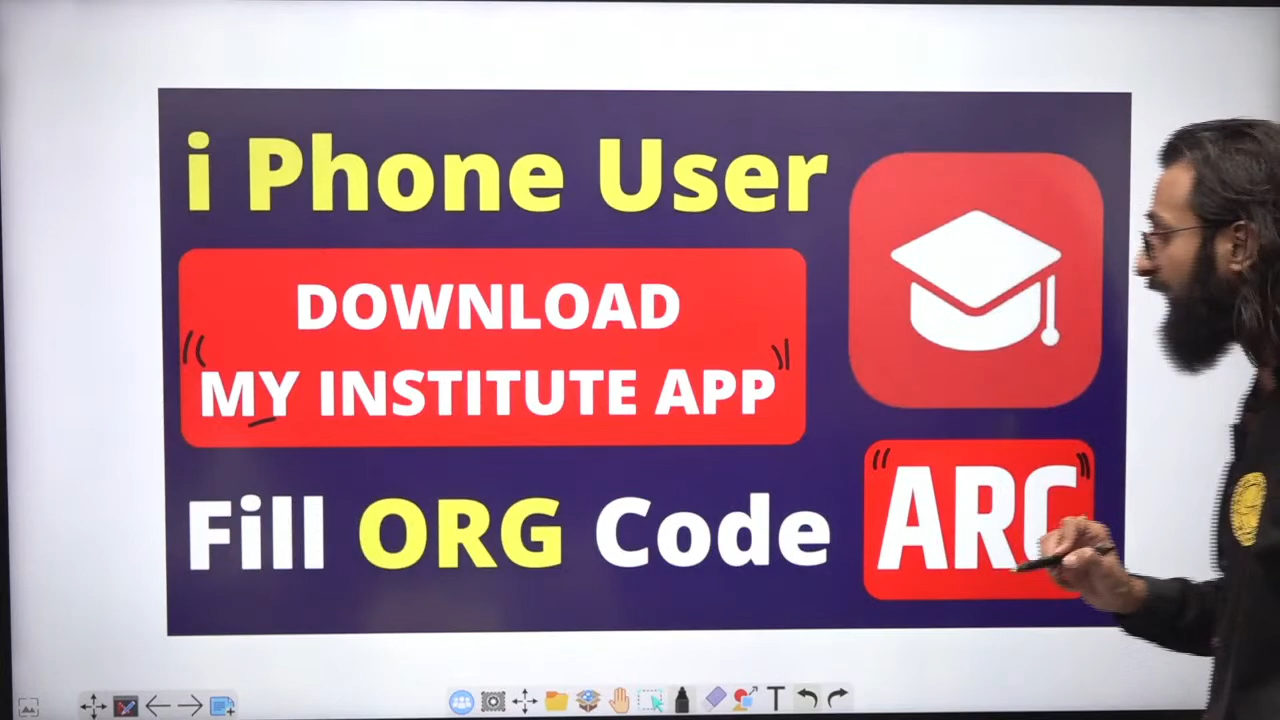 i Phone User
DOWNLOAD
MY INSTITUTE APP
Fill ORG Code
ARC